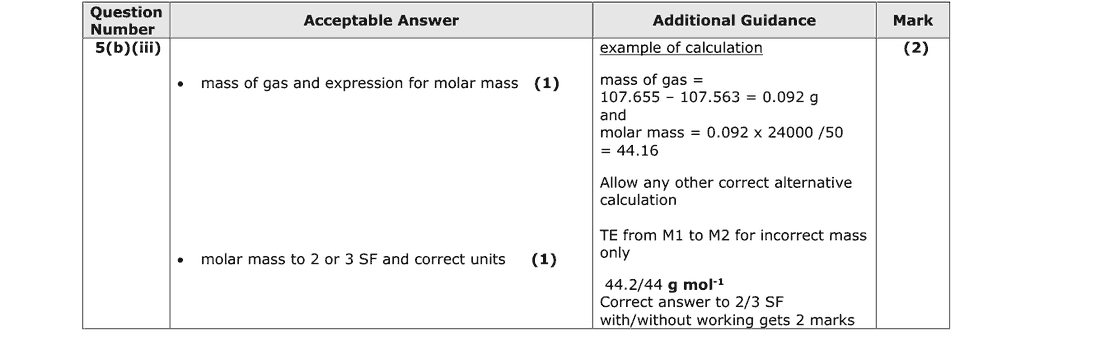 Question Number
Acceptable Answer
Additional Guidance
Mark
5(b)(iii)
• mass of gas and expression for molar mass (1)
• molar mass to 2 or 3 SF and correct units (1)
example of calculation
mass of gas =
107.655 – 107.563 = 0.092 g
and
molar mass = 0.092 x 24000 /50
= 44.16
Allow any other correct alternative
calculation
TE from M1 to M2 for incorrect mass
only
44.2/44 g mol⁻¹
Correct answer to 2/3 SF
with/without working gets 2 marks
(2)